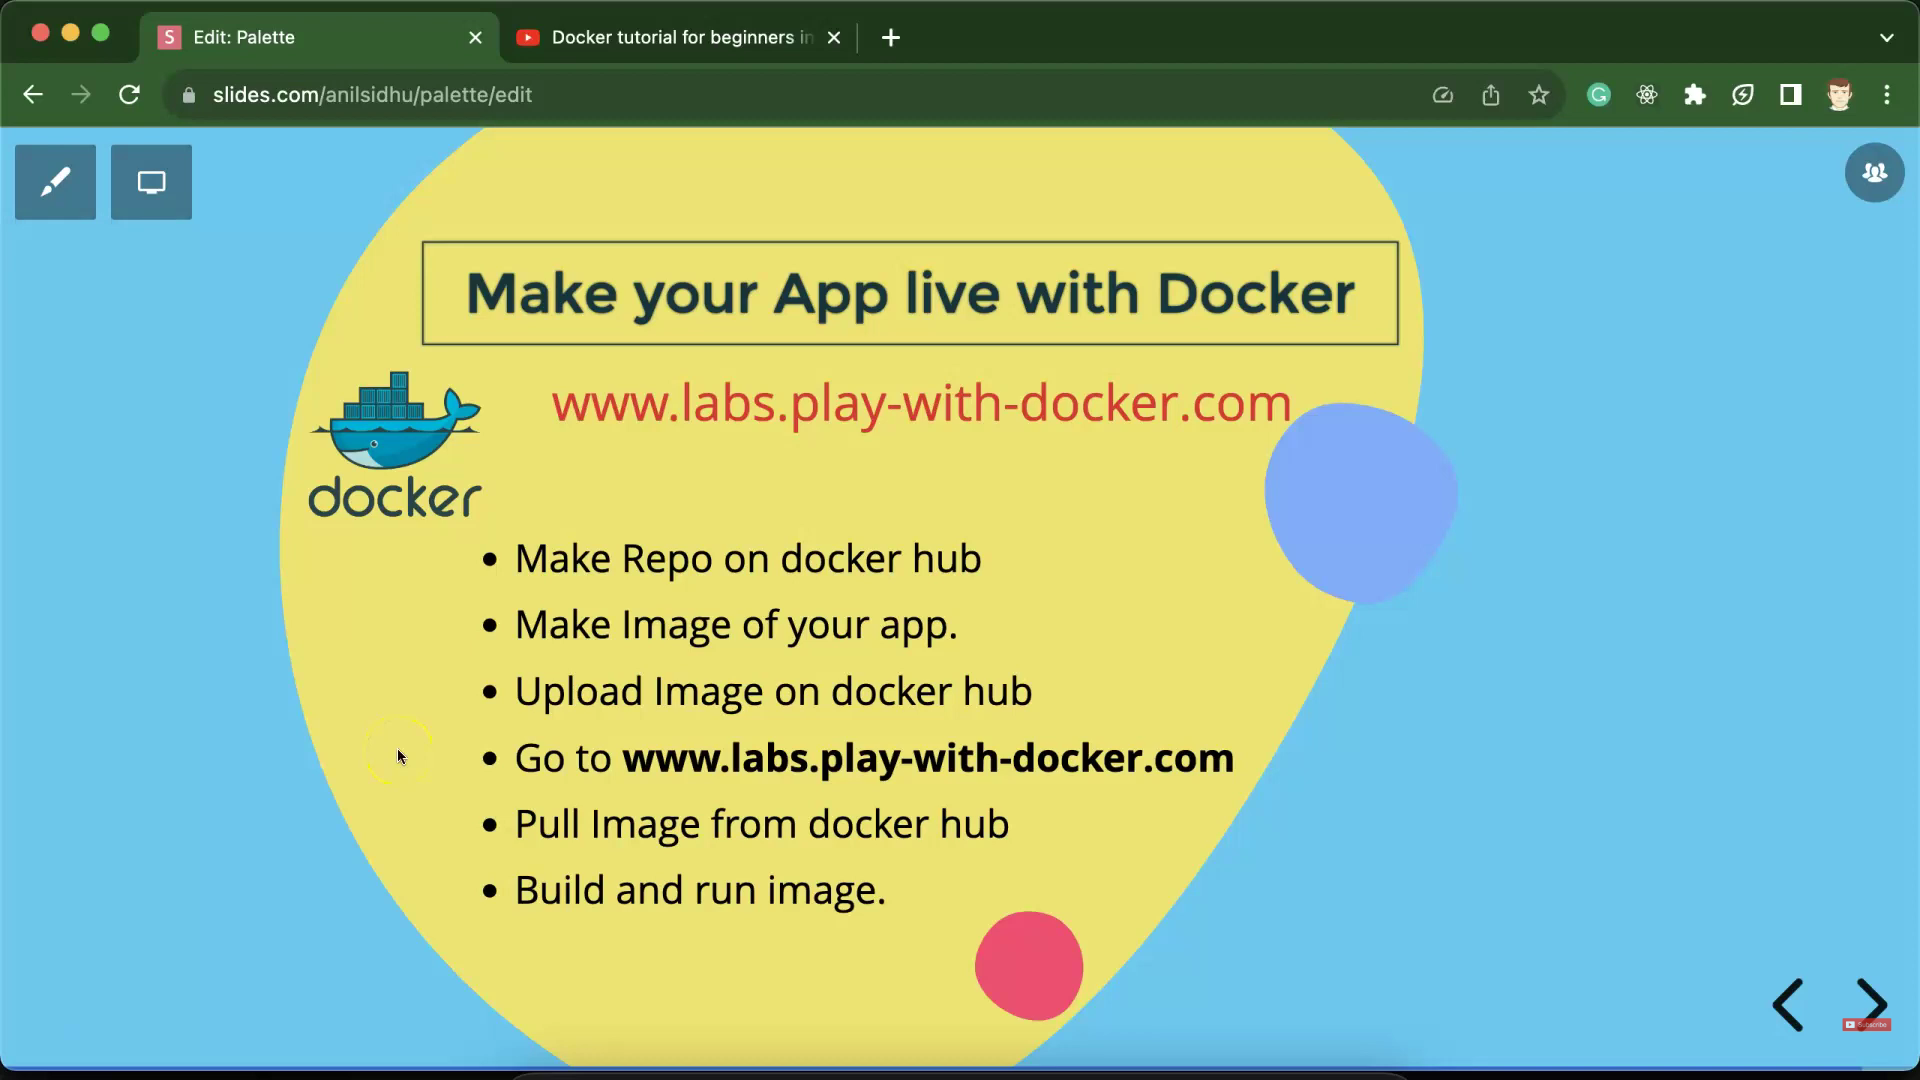 Edit: Palette
Docker tutorial for beginners in
slides.com/anilsidhu/palette/edit
Make your App live with Docker
www.labs.play-with-docker.com
docker
Make Repo on docker hub
Make Image of your app.
Upload Image on docker hub
Go to www.labs.play-with-docker.com
Pull Image from docker hub
Build and run image.
Subscribe